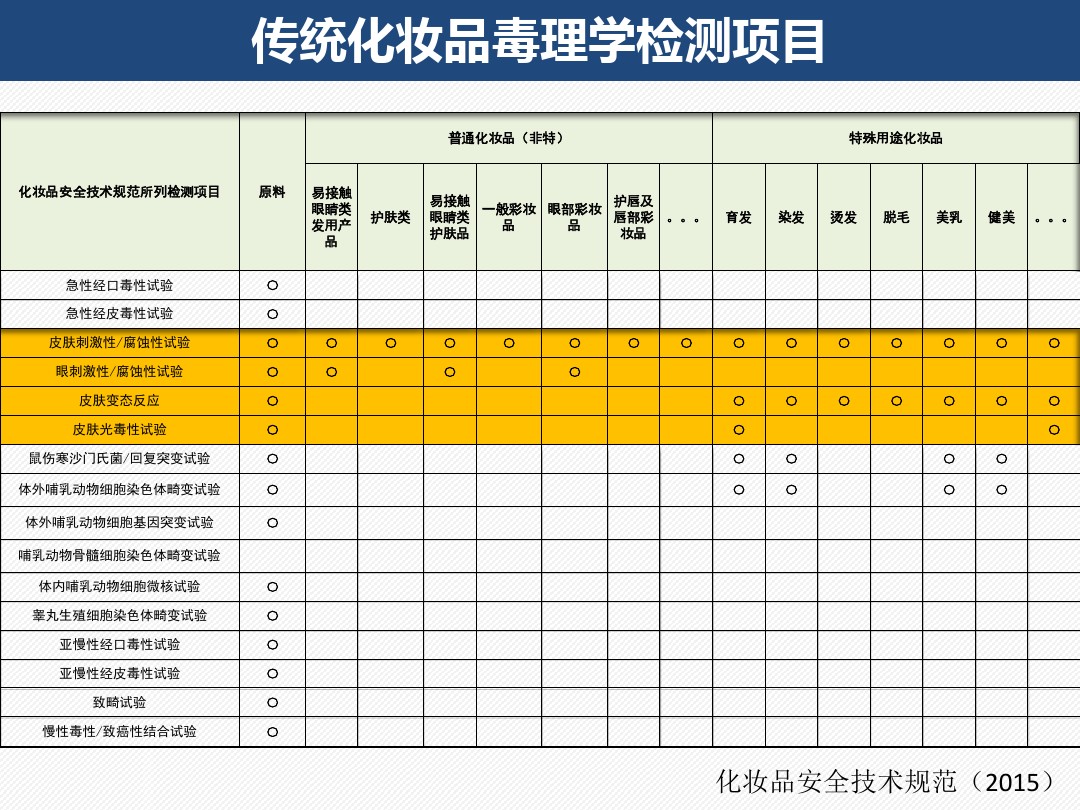 传统化妆品毒理学检测项目
化妆品安全技术规范所列检测项目 原料 普通化妆品（非特） 特殊用途化妆品
易接触
眼睛类
发用产
品
护肤类
易接触
眼睛类
护肤品
一般彩妆
品
眼部彩妆
品
护唇及
唇部彩
妆品
。。。
育发 染发 烫发 脱毛 美乳 健美 。。。
急性经口毒性试验 ○
急性经皮毒性试验 ○
皮肤刺激性/腐蚀性试验 ○ ○ ○ ○ ○ ○ ○ ○ ○ ○ ○ ○ ○ ○ ○
眼刺激性/腐蚀性试验 ○ ○ ○ ○
皮肤变态反应 ○ ○ ○ ○ ○ ○ ○ ○
皮肤光毒性试验 ○ ○ ○
鼠伤寒沙门氏菌/回复突变试验 ○ ○ ○ ○ ○
体外哺乳动物细胞染色体畸变试验 ○ ○ ○ ○ ○
体外哺乳动物细胞基因突变试验 ○
哺乳动物骨髓细胞染色体畸变试验
体内哺乳动物细胞微核试验 ○
睾丸生殖细胞染色体畸变试验 ○
亚慢性经口毒性试验 ○
亚慢性经皮毒性试验 ○
致畸试验 ○
慢性毒性/致癌性结合试验 ○
化妆品安全技术规范（2015）